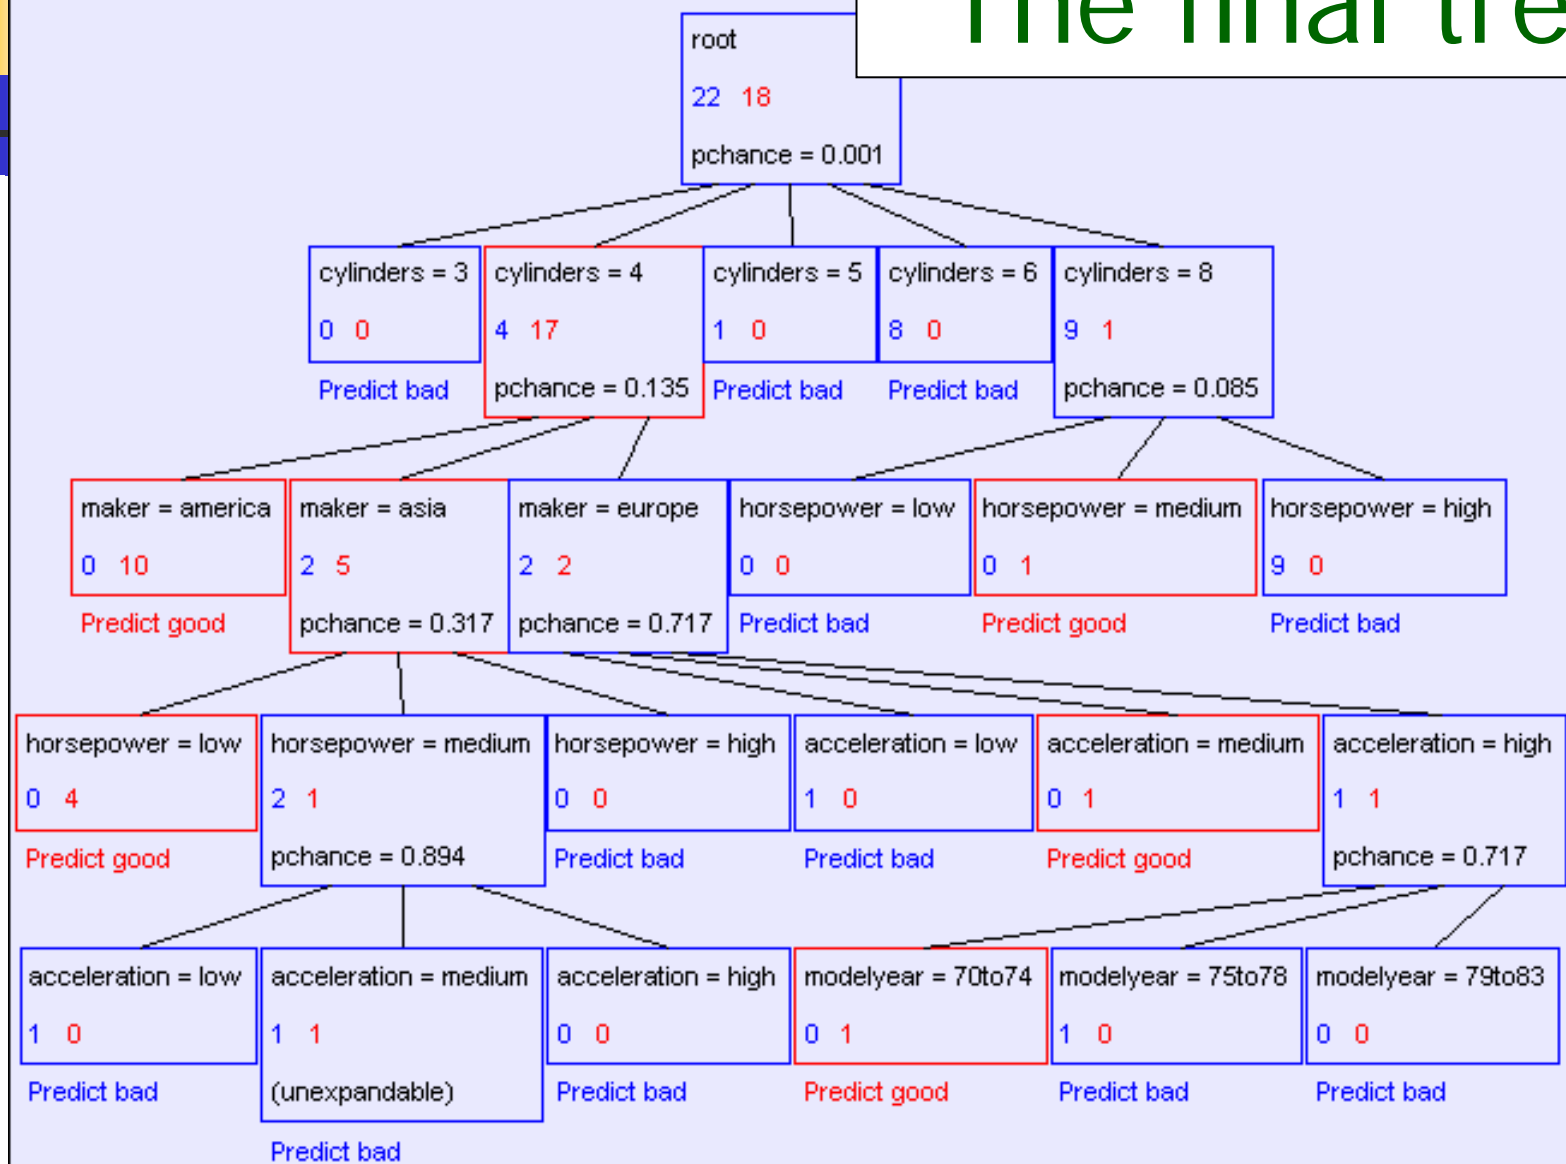 The final tre
root
22 18
pchance = 0.001
cylinders = 3
0 0
Predict bad
cylinders = 4
4 17
pchance = 0.135
cylinders = 5
1 0
Predict bad
cylinders = 6
8 0
Predict bad
cylinders = 8
9 1
pchance = 0.085
maker = america
0 10
Predict good
maker = asia
2 5
pchance = 0.317
maker = europe
2 2
pchance = 0.717
horsepower = low
0 0
Predict bad
horsepower = medium
0 1
Predict good
horsepower = high
9 0
Predict bad
horsepower = low
0 4
Predict good
horsepower = medium
2 1
pchance = 0.894
horsepower = high
0 0
Predict bad
acceleration = low
1 0
Predict bad
acceleration = medium
0 1
Predict good
acceleration = high
1 1
pchance = 0.717
acceleration = low
1 0
Predict bad
acceleration = medium
1 1
(unexpandable)
Predict bad
acceleration = high
0 0
Predict bad
modelyear = 70to74
0 1
Predict good
modelyear = 75to78
1 0
Predict bad
modelyear = 79to83
0 0
Predict bad